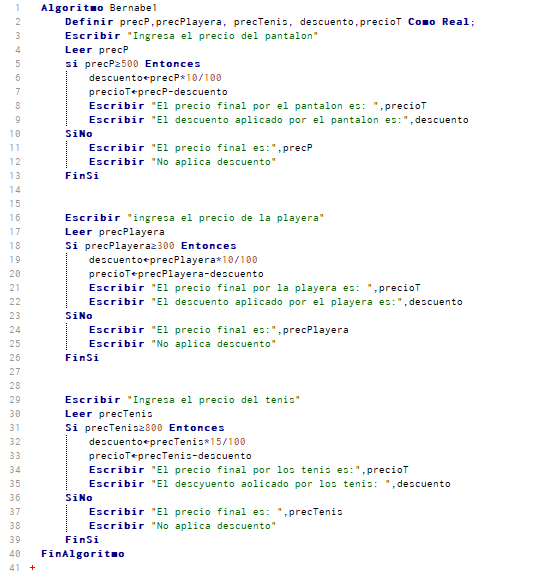 1 Algoritmo Bernabel
2 Definir precP,precPlayera, precTenis, descuento,precioT Como Real;
3 Escribir "Ingresa el precio del pantalon"
4 Leer precP
5 si precP≥500 Entonces
6 descuento←precP*10/100
7 precioT←precP-descuento
8 Escribir "El precio final por el pantalon es: ",precioT
9 Escribir "El descuento aplicado por el pantalon es:",descuento
10 SiNo
11 Escribir "El precio final es:",precP
12 Escribir "No aplica descuento"
13 FinSi
14
15
16 Escribir "ingresa el precio de la playera"
17 Leer precPlayera
18 Si precPlayera≥300 Entonces
19 descuento←precPlayera*10/100
20 precioT←precPlayera-descuento
21 Escribir "El precio final por la playera es: ",precioT
22 Escribir "El descuento aplicado por el playera es:",descuento
23 SiNo
24 Escribir "El precio final es:",precPlayera
25 Escribir "No aplica descuento"
26 FinSi
27
28
29 Escribir "Ingresa el precio del tenis"
30 Leer precTenis
31 Si precTenis≥800 Entonces
32 descuento←precTenis*15/100
33 precioT←precTenis-descuento
34 Escribir "El precio final por los tenis es:",precioT
35 Escribir "El descyuento aolicado por los tenis: ",descuento
36 SiNo
37 Escribir "El precio final es: ",precTenis
38 Escribir "No aplica descuento"
39 FinSi
40 FinAlgoritmo
41 +